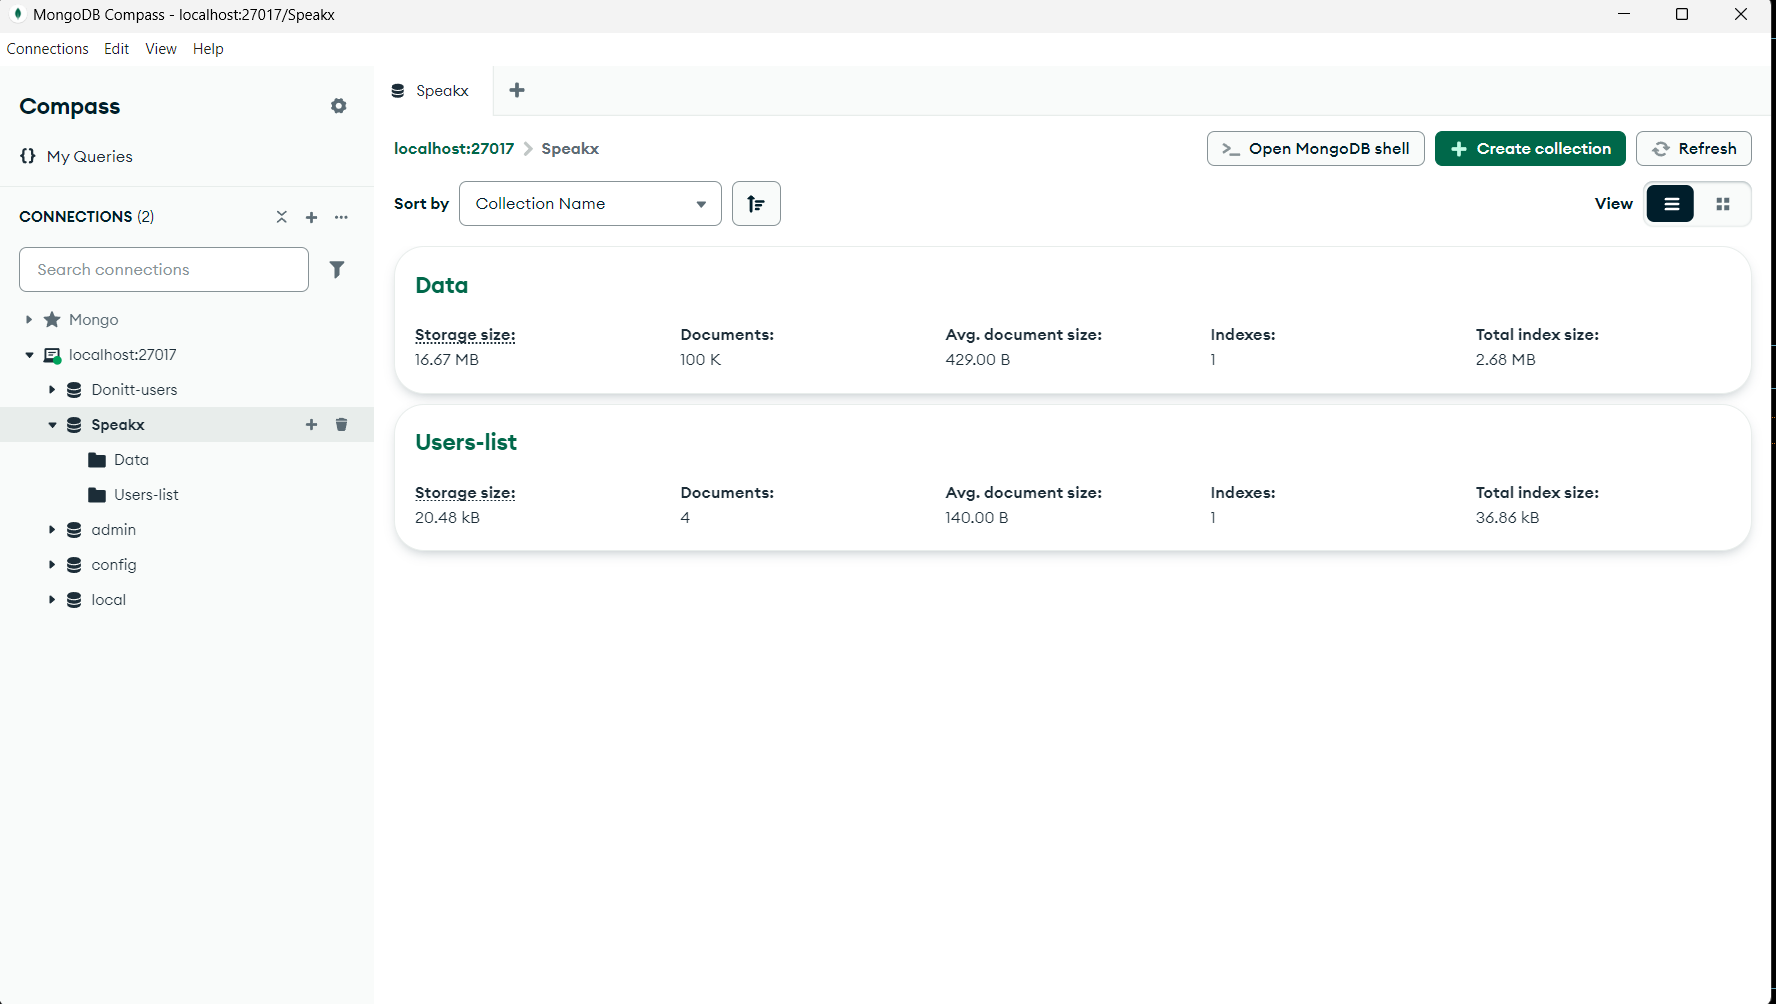 MongoDB Compass - localhost:27017/Speakx
Connections Edit View Help
Compass
{} My Queries
CONNECTIONS (2)
Search connections
Mongo
localhost:27017
Donitt-users
Speakx
Data
Users-list
admin
config
local
Speakx
localhost:27017 > Speakx
>_ Open MongoDB shell
+ Create collection
Refresh
Sort by Collection Name
View
Data
Storage size: Documents: Avg. document size: Indexes: Total index size:
16.67 MB 100 K 429.00 B 1 2.68 MB
Users-list
Storage size: Documents: Avg. document size: Indexes: Total index size:
20.48 kB 4 140.00 B 1 36.86 kB